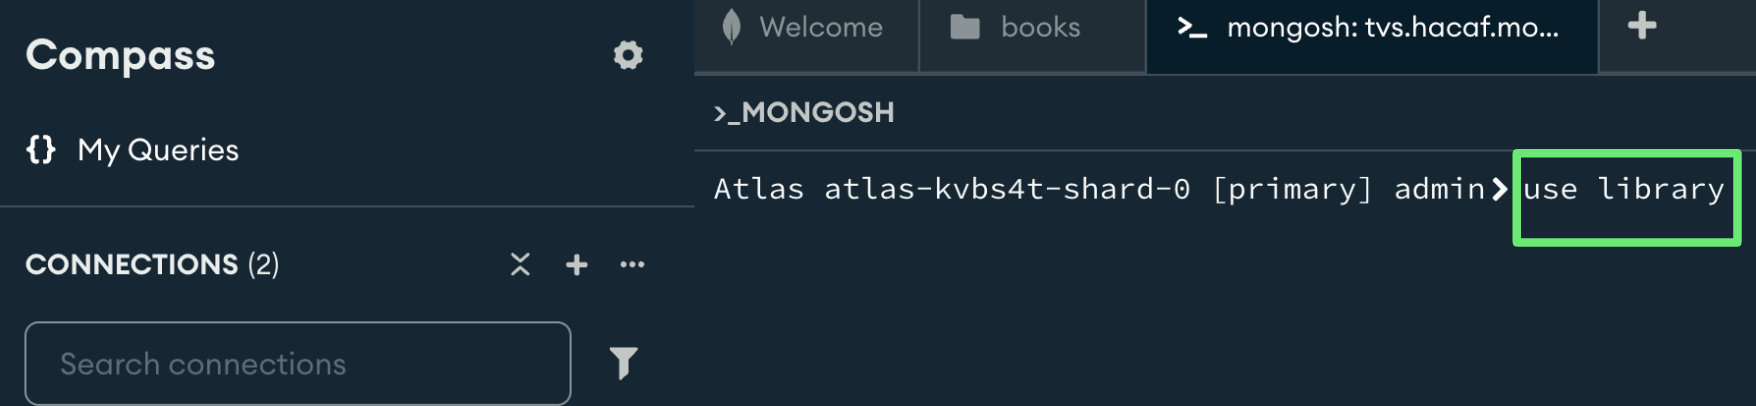 Compass
{} My Queries
CONNECTIONS (2)
Search connections
Welcome
books
>_ mongosh: tvs.hacaf.mo...
>_MONGOSH
Atlas atlas-kvbs4t-shard-0 [primary] admin> use library